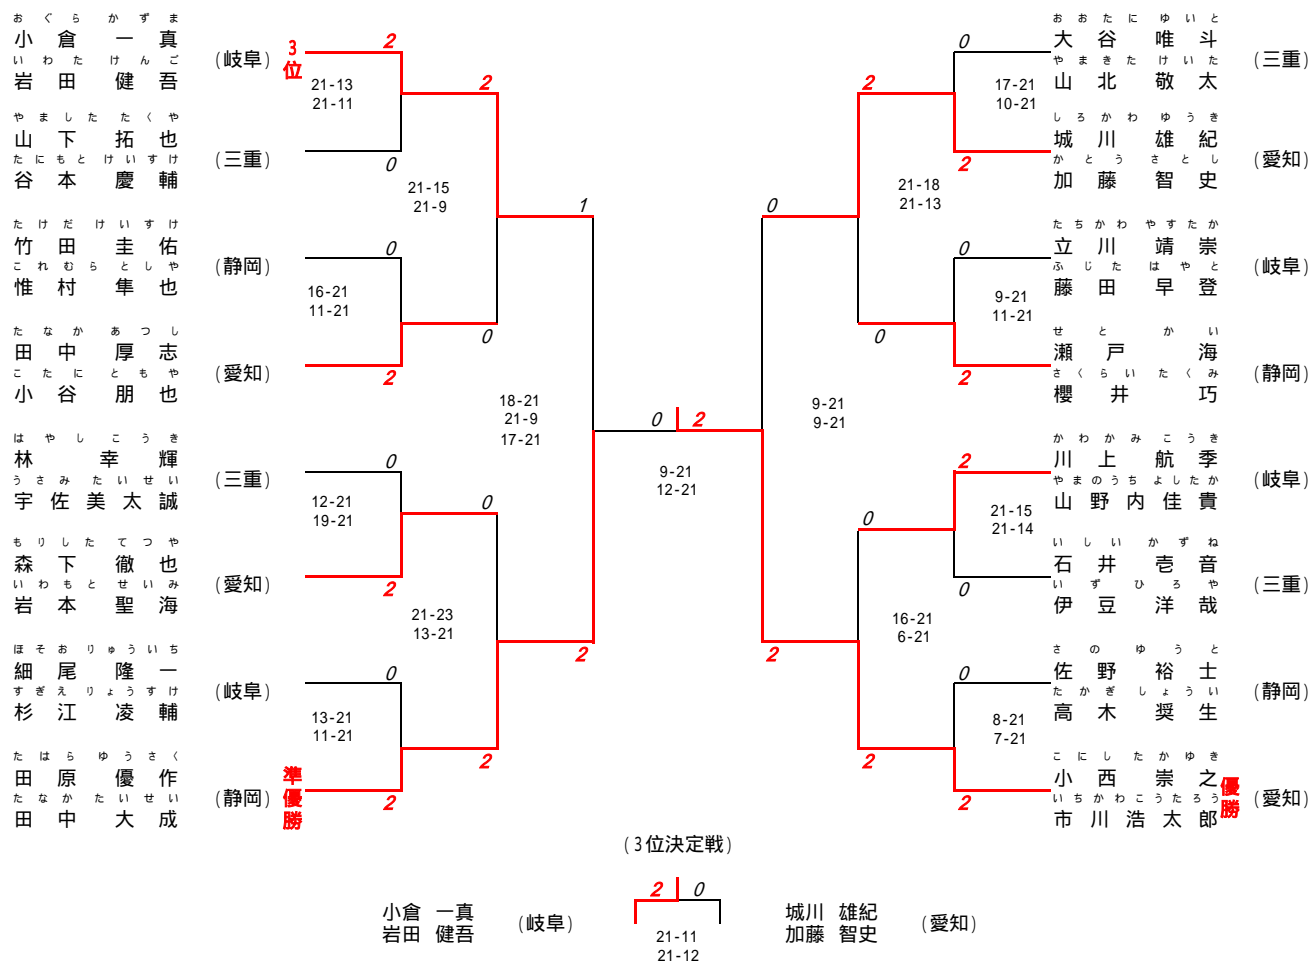 おぐら かずま
小倉 一真
いわた けんご
岩田 健吾
(岐阜)
3位
2
21-13
21-11
やました たくや
山下 拓也
たにもと けいすけ
谷本 慶輔
(三重)
0
2
21-15
21-9
たけだ けいすけ
竹田 圭佑
これむら としや
惟村 隼也
(静岡)
0
16-21
11-21
たなか あつし
田中 厚志
こたに ともや
小谷 朋也
(愛知)
2
0
1
18-21
21-9
17-21
はやし こうき
林 幸輝
うさみ たいせい
宇佐美太誠
(三重)
0
12-21
19-21
もりした てつや
森下 徹也
いわもと せいみ
岩本 聖海
(愛知)
2
0
21-23
13-21
ほそお りゅういち
細尾 隆一
すぎえ りょうすけ
杉江 凌輔
(岐阜)
0
13-21
11-21
たはら ゆうさく
田原 優作
たなか たいせい
田中 大成
(静岡)
準優勝
2
2
2
0 2
9-21
12-21
おおたに ゆいと
大谷 唯斗
やまきた けいた
山北 敬太
(三重)
0
17-21
10-21
しろかわ ゆうき
城川 雄紀
かとう さとし
加藤 智史
(愛知)
2
2
21-18
21-13
たちかわ やすたか
立川 靖崇
ふじた はやと
藤田 早登
(岐阜)
0
9-21
11-21
せと かい
瀬戸 海
さくらい たくみ
櫻井 巧
(静岡)
2
0
0
9-21
9-21
かわかみ こうき
川上 航季
やまのうち よしたか
山野内佳貴
(岐阜)
2
21-15
21-14
いしい かずね
石井 壱音
いず ひろや
伊豆 洋哉
(三重)
0
0
16-21
6-21
さの ゆうと
佐野 裕士
たかぎ しょうい
高木 奨生
(静岡)
0
8-21
7-21
こにし たかゆき
小西 崇之
いちかわこうたろう
市川浩太郎
(愛知)
優勝
2
2
2
(3位決定戦)
小倉 一真
岩田 健吾
(岐阜)
2 0
21-11
21-12
城川 雄紀
加藤 智史
(愛知)